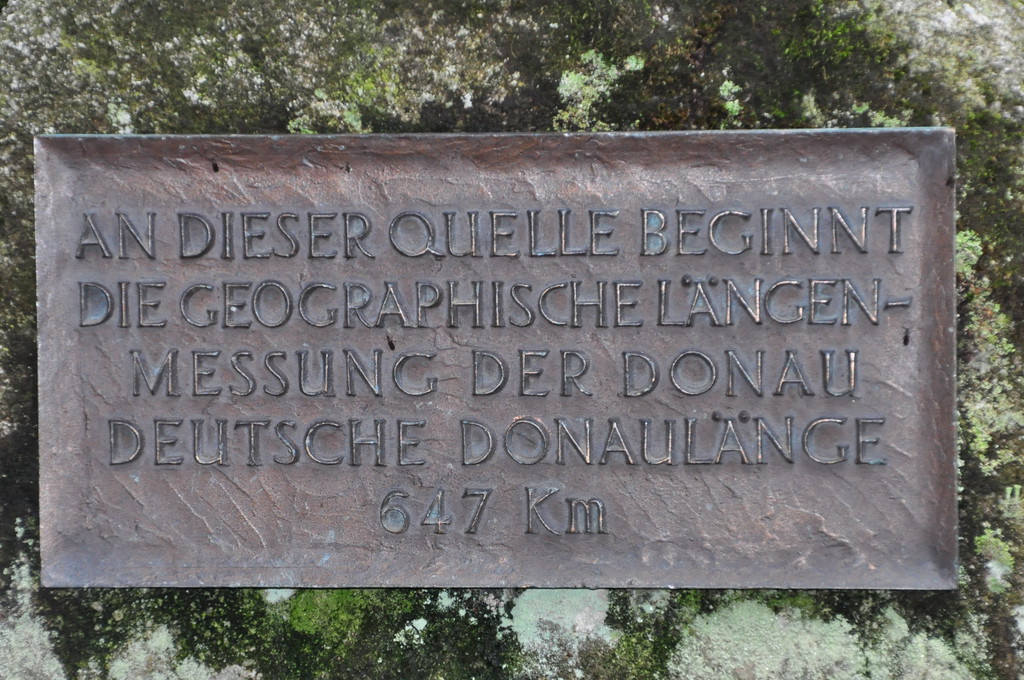 AN DIESER QUELLE BEGINNT
DIE GEOGRAPHISCHE LÄNGEN-
MESSUNG DER DONAU
DEUTSCHE DONAULÄNGE
647 Km